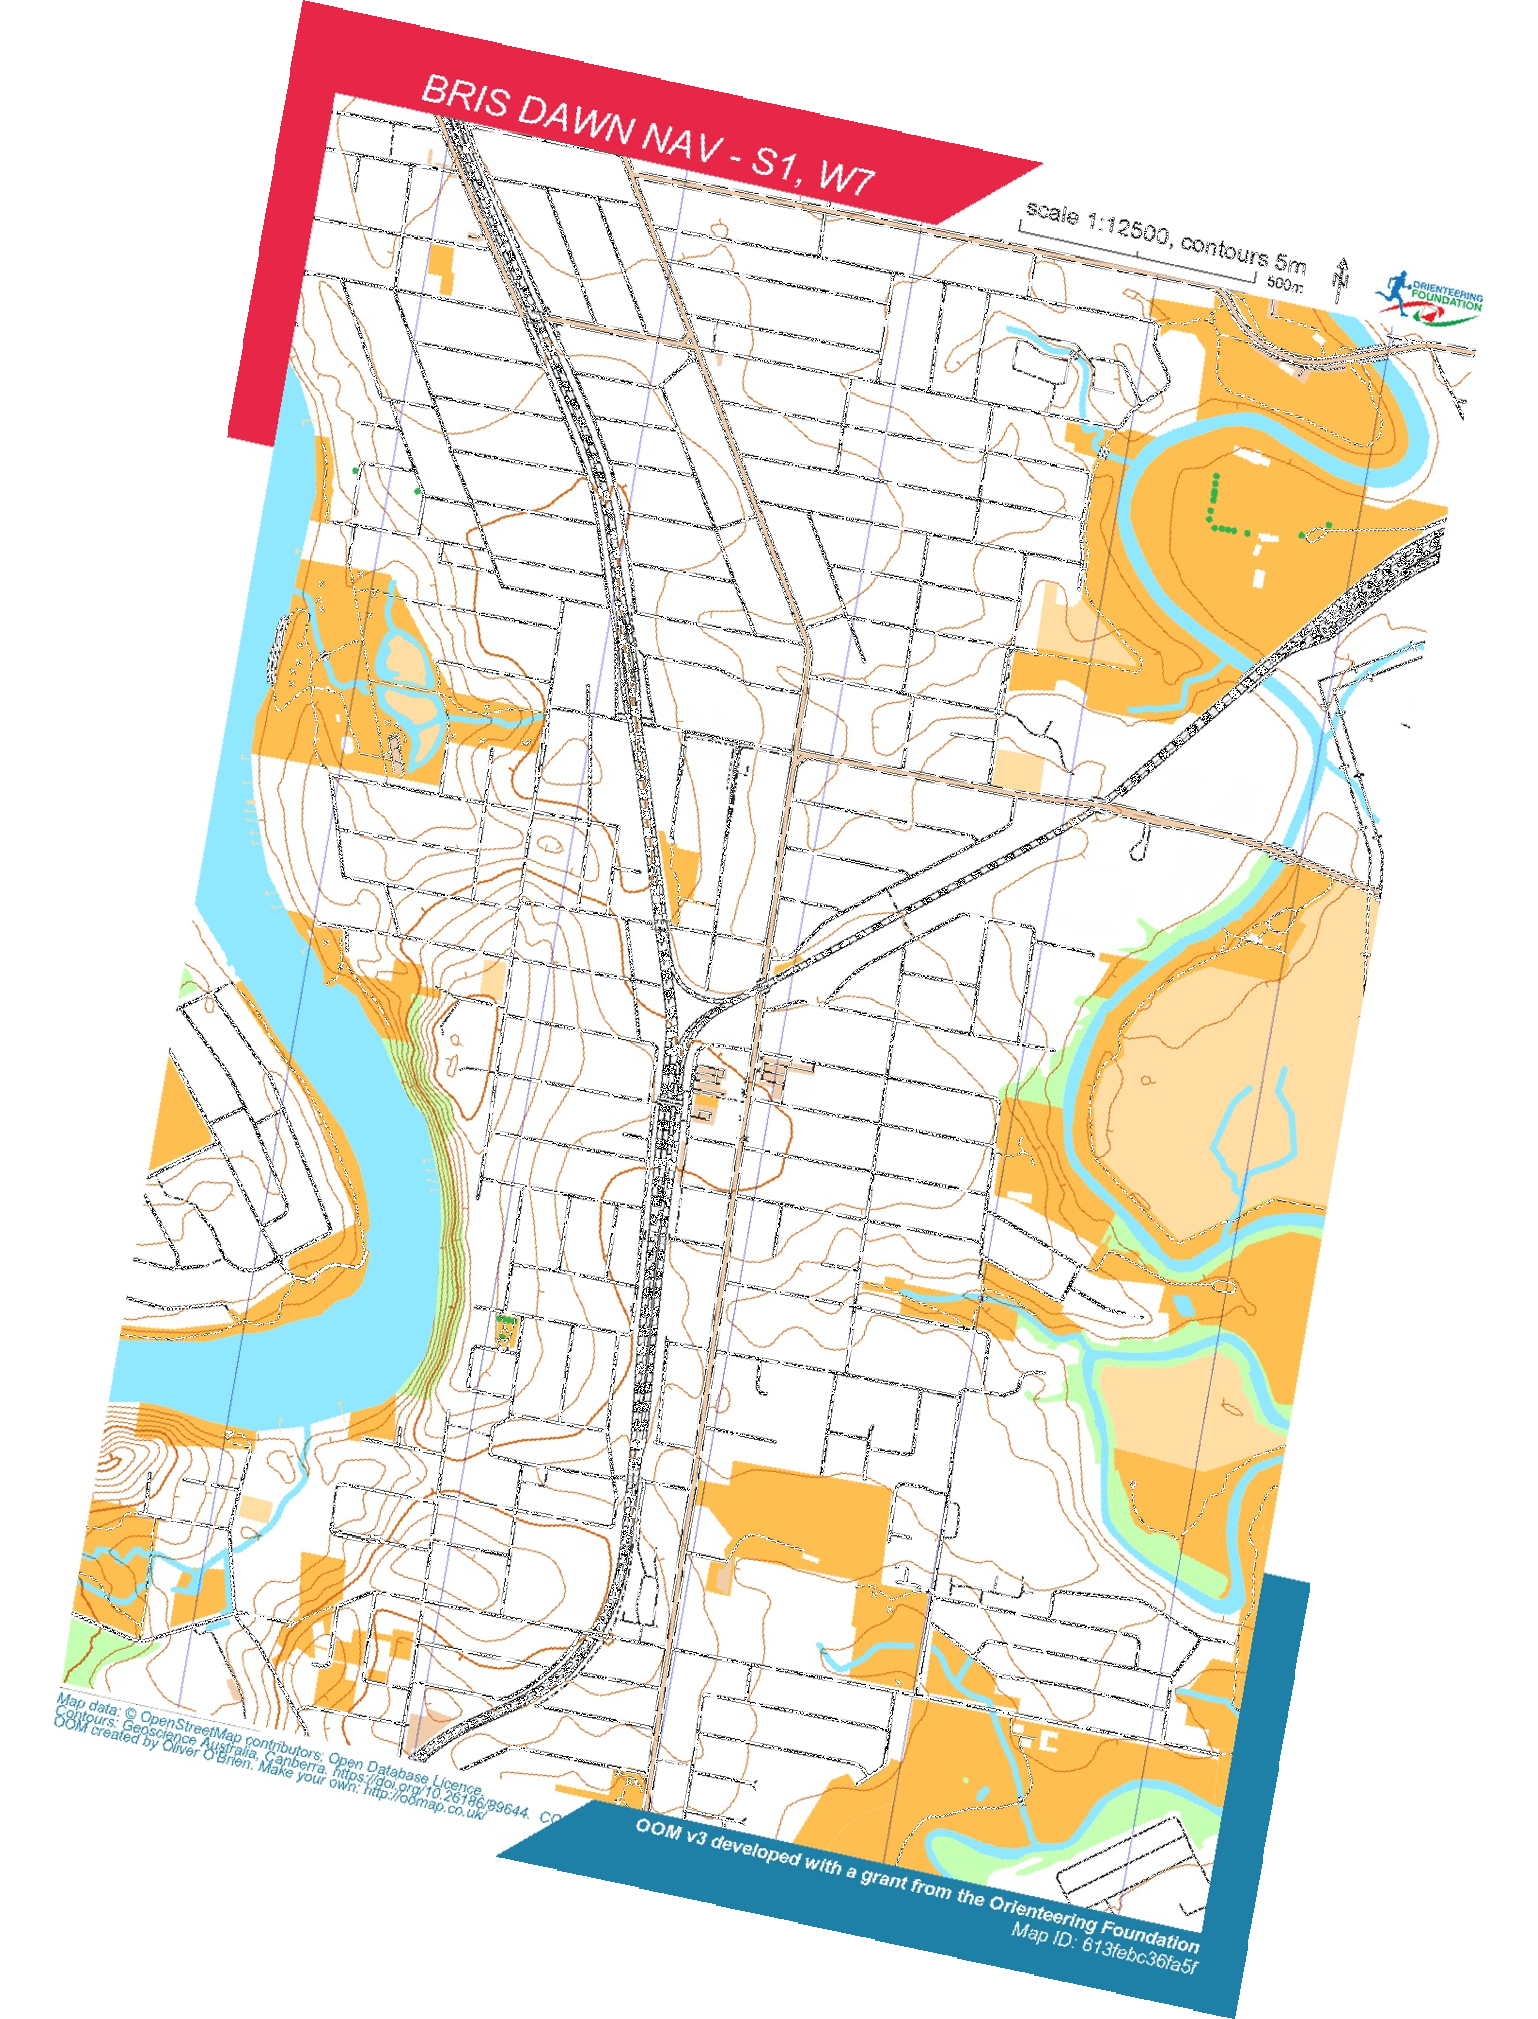 BRIS DAWN NAV - S1, W7
scale 1:12500, contours 5m
500m
ORIENTEERING
FOUNDATION
Map data: © OpenStreetMap contributors: Open Database Licence.
Contours: Geoscience Australia, Canberra. https://doi.org/10.26186/89644. CO
OOM created by Oliver O'Brien. Make your own: http://oomap.co.uk/
OOM v3 developed with a grant from the Orienteering Foundation
Map ID: 613febc36fa5f